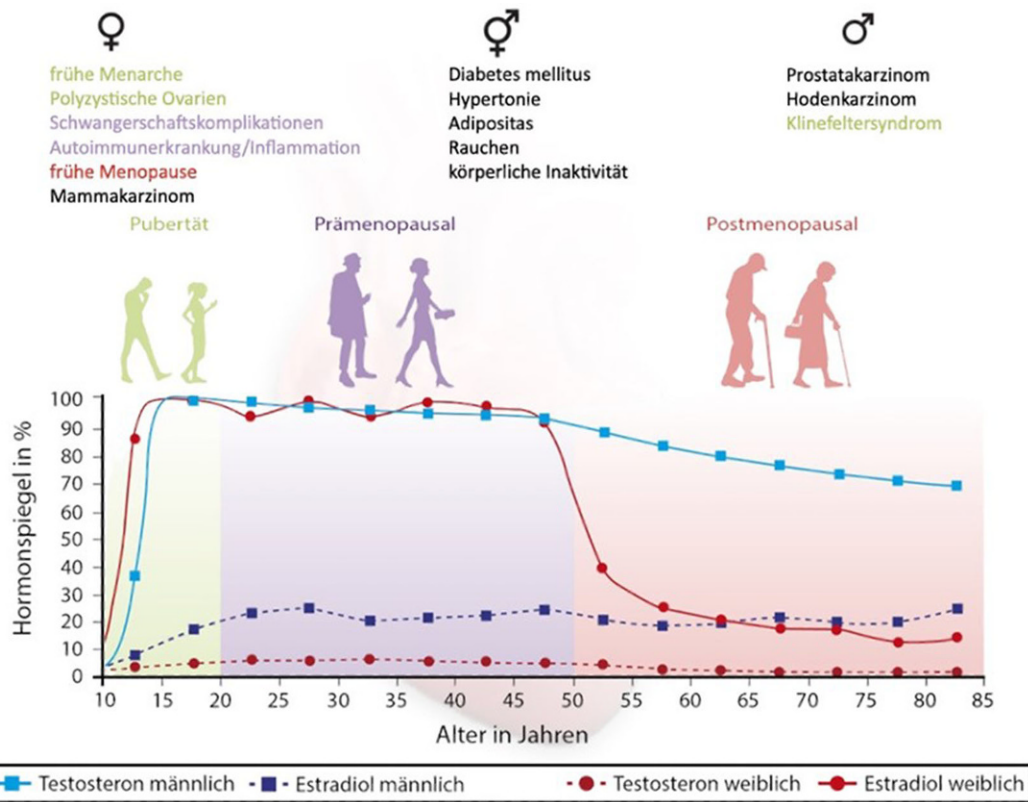 ♀
frühe Menarche
Polyzystische Ovarien
Schwangerschaftskomplikationen
Autoimmunerkrankung/Inflammation
frühe Menopause
Mammakarzinom
⚥
Diabetes mellitus
Hypertonie
Adipositas
Rauchen
körperliche Inaktivität
♂
Prostatakarzinom
Hodenkarzinom
Klinefeltersyndrom
Pubertät
Prämenopausal
Postmenopausal
Hormonspiegel in %
100
90
80
70
60
50
40
30
20
10
0
10 15 20 25 30 35 40 45 50 55 60 65 70 75 80 85
Alter in Jahren
Testosteron männlich Estradiol männlich Testosteron weiblich Estradiol weiblich